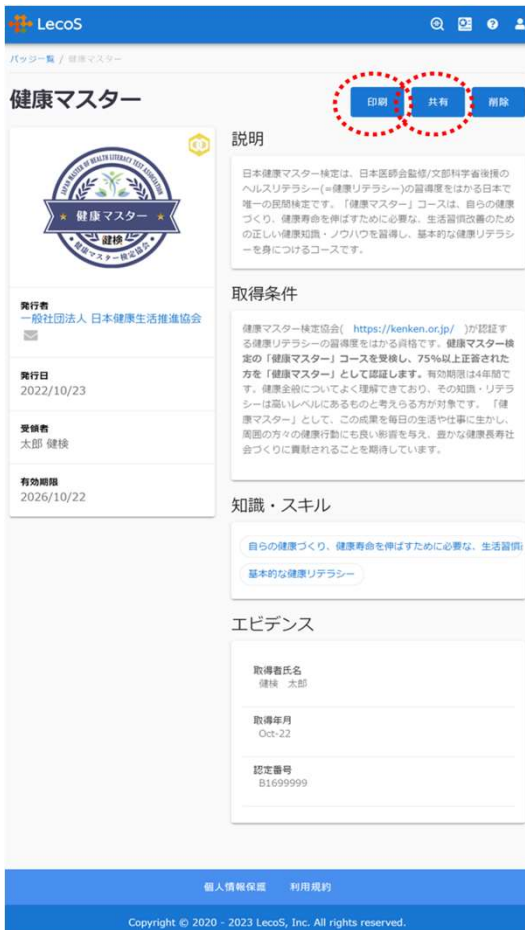 LecoS
バッジ一覧 / 健康マスター
健康マスター
印刷
共有
削除
JAPAN MASTER OF HEALTH LITERACY TEST ASSOCIATION
健康マスター
健検
健康マスター検定協会
発行者
一般社団法人 日本健康生活推進協会
発行日
2022/10/23
受領者
太郎 健検
有効期限
2026/10/22
説明
日本健康マスター検定は、日本医師会監修/文部科学省後援の
ヘルスリテラシー(=健康リテラシー)の習得度をはかる日本で
唯一の民間検定です。「健康マスター」コースは、自らの健康
づくり、健康寿命を伸ばすために必要な、生活習慣改善のため
の正しい健康知識・ノウハウを習得し、基本的な健康リテラシ
ーを身につけるコースです。
取得条件
健康マスター検定協会( https://kenken.or.jp/ )が認証す
る健康リテラシーの習得度をはかる資格です。健康マスター検
定の「健康マスター」コースを受検し、75%以上正答された
方を「健康マスター」として認証します。有効期限は4年間で
す。健康全般についてよく理解できており、その知識・リテラ
シーは高いレベルにあるものと考えらる方が対象です。 「健
康マスター」として、この成果を毎日の生活や仕事に生かし、
周囲の方々の健康行動にも良い影響を与え、豊かな健康長寿社
会づくりに貢献されることを期待しています。
知識・スキル
自らの健康づくり、健康寿命を伸ばすために必要な、生活習慣
基本的な健康リテラシー
エビデンス
取得者氏名
健検 太郎
取得年月
Oct-22
認定番号
B1699999
個人情報保護 利用規約
Copyright © 2020 - 2023 LecoS, Inc. All rights reserved.